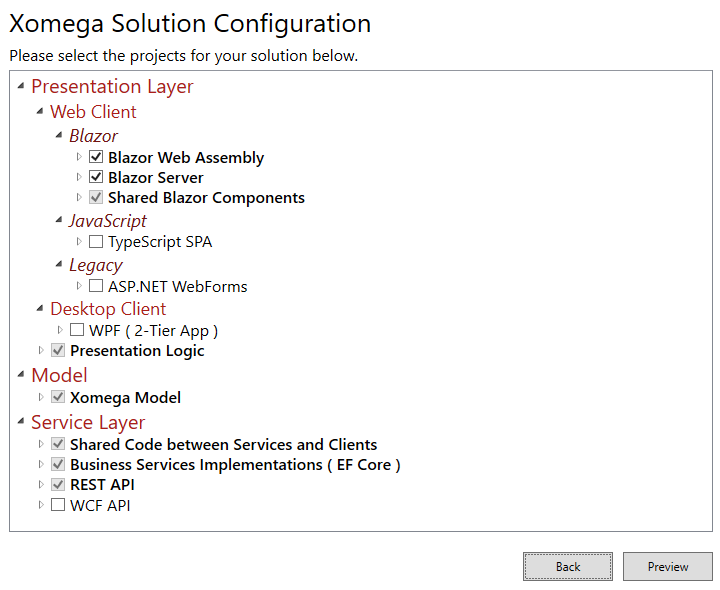 Xomega Solution Configuration
Please select the projects for your solution below.
Presentation Layer
Web Client
Blazor
Blazor Web Assembly
Blazor Server
Shared Blazor Components
JavaScript
TypeScript SPA
Legacy
ASP.NET WebForms
Desktop Client
WPF ( 2-Tier App )
Presentation Logic
Model
Xomega Model
Service Layer
Shared Code between Services and Clients
Business Services Implementations ( EF Core )
REST API
WCF API
Back Preview